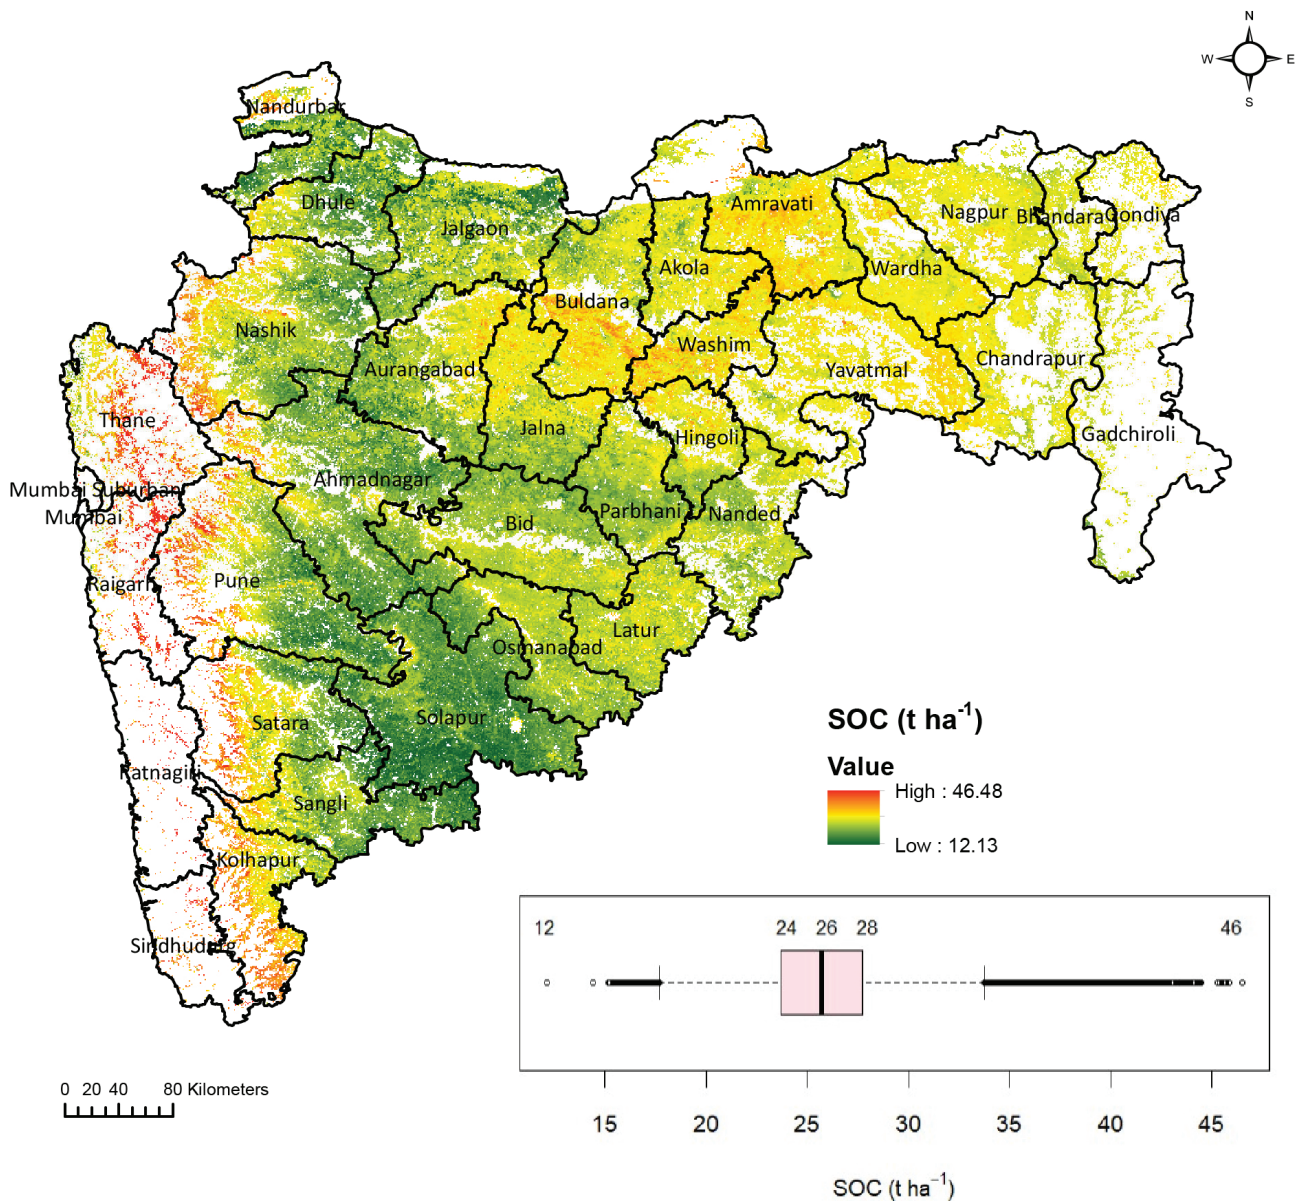 N
W E
S
Nandurbar
Dhule
Jalgaon
Amravati
Nagpur
Bhandara
Gondiya
Akola
Wardha
Buldana
Nashik
Washim
Aurangabad
Yavatmal
Chandrapur
Thane
Jalna
Hingoli
Gadchiroli
Ahmadnagar
Mumbai Suburban
Mumbai
Bid
Parbhani
Nanded
Raigarh
Pune
Latur
Osmanabad
Satara
Solapur
Ratnagiri
Sangli
Kolhapur
Sindhudurg
SOC (t ha⁻¹)
Value
High : 46.48
Low : 12.13
12 24 26 28 46
0 20 40 80 Kilometers
15 20 25 30 35 40 45
SOC (t ha⁻¹)